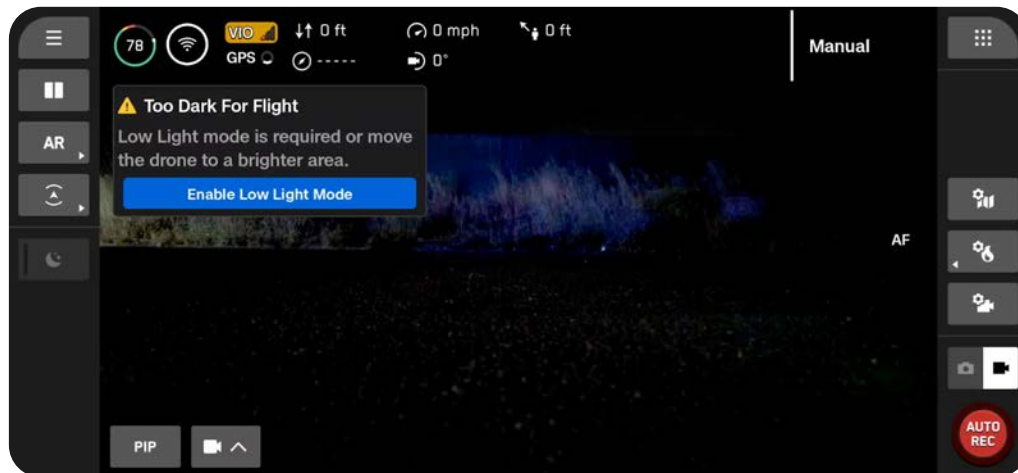 78
VIO
0 ft
0 mph
0 ft
GPS
-----
0°
Manual
Too Dark For Flight
Low Light mode is required or move
the drone to a brighter area.
Enable Low Light Mode
AR
AF
PIP
AUTO
REC